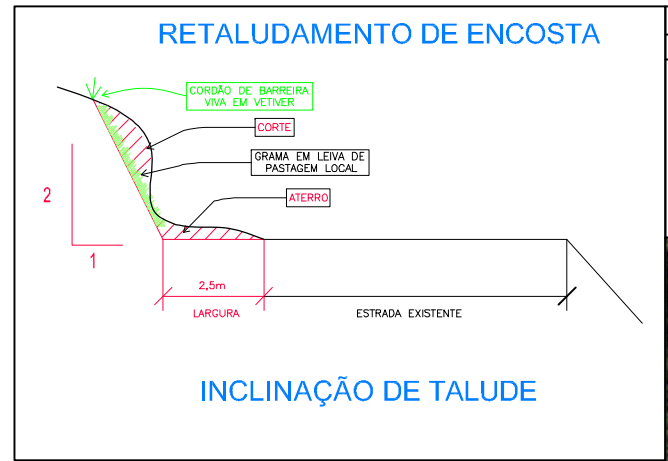 RETALUDAMENTO DE ENCOSTA
CORDÃO DE BARREIRA
VIVA EM VETIVER
CORTE
GRAMA EM LEIVA DE
PASTAGEM LOCAL
ATERRO
2
1
2,5m
LARGURA
ESTRADA EXISTENTE
INCLINAÇÃO DE TALUDE